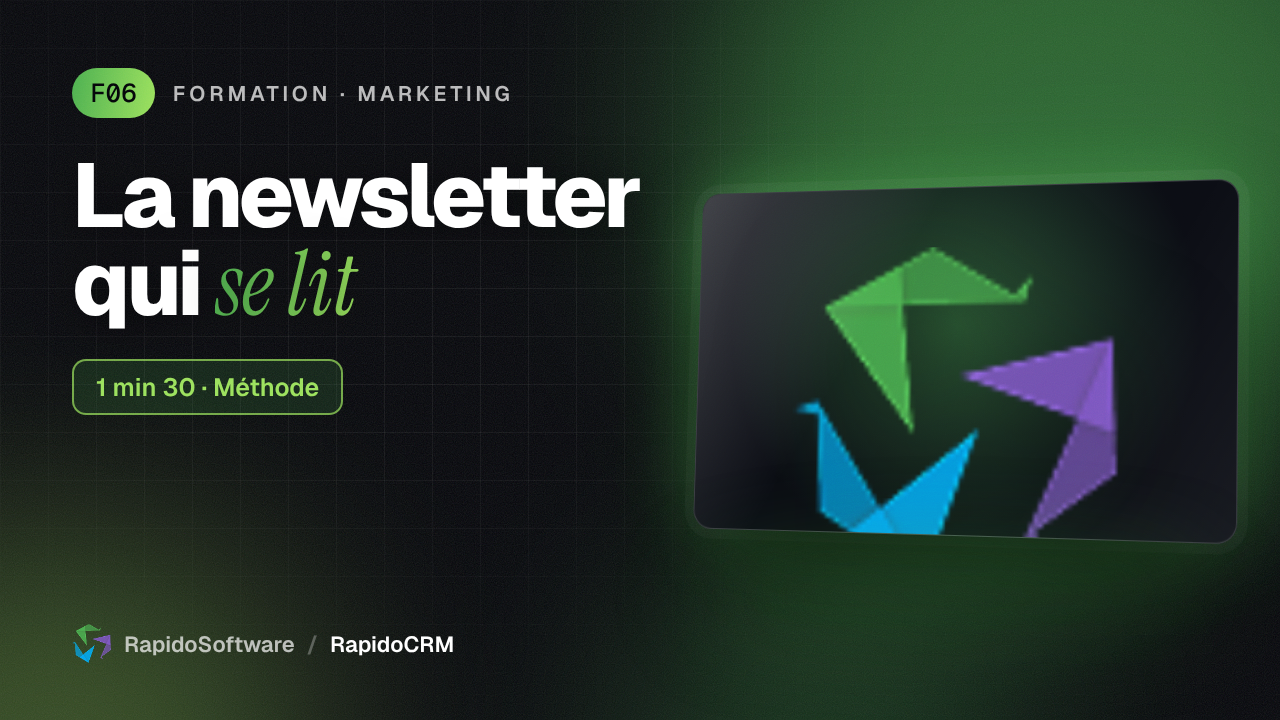 F06 FORMATION · MARKETING
La newsletter
qui se lit
1 min 30 · Méthode
RapidoSoftware / RapidoCRM